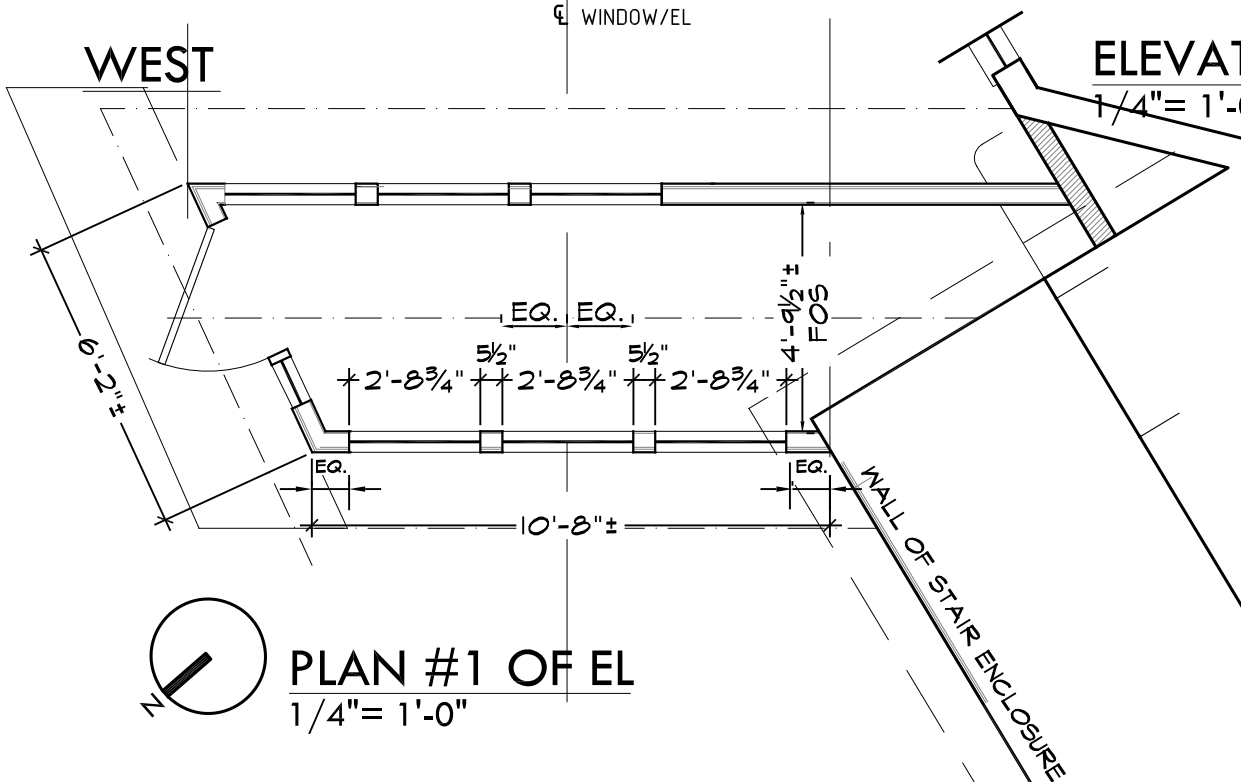 ℄ WINDOW/EL
WEST
ELEVAT
1/4"= 1'-0
EQ. EQ.
4'-9½"±
FOS
5½" 5½"
2'-8¾" 2'-8¾" 2'-8¾"
6'-2"±
EQ. EQ.
10'-8"±
WALL OF STAIR ENCLOSURE
N
PLAN #1 OF EL
1/4"= 1'-0"